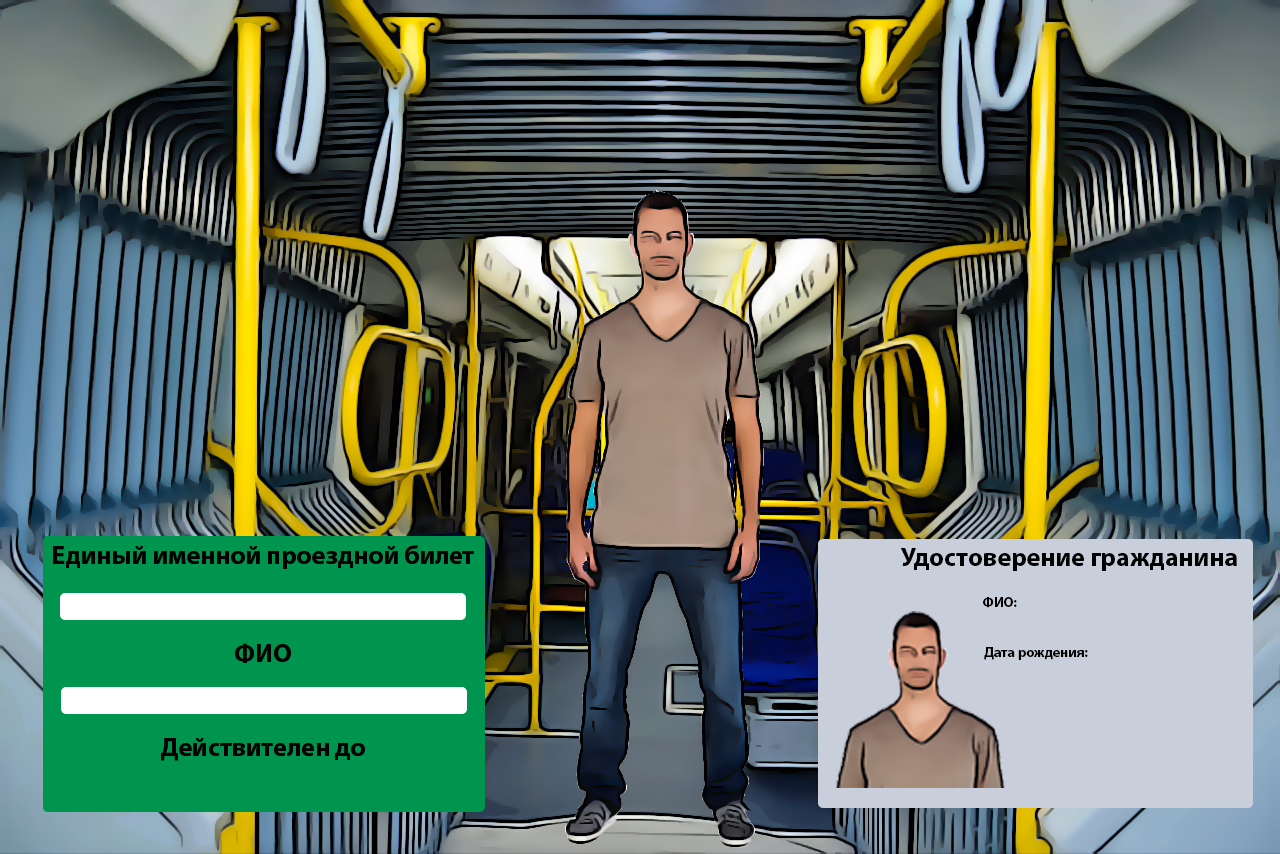 Единый именной проездной билет
ФИО
Действителен до
Удостоверение гражданина
ФИО:
Дата рождения: